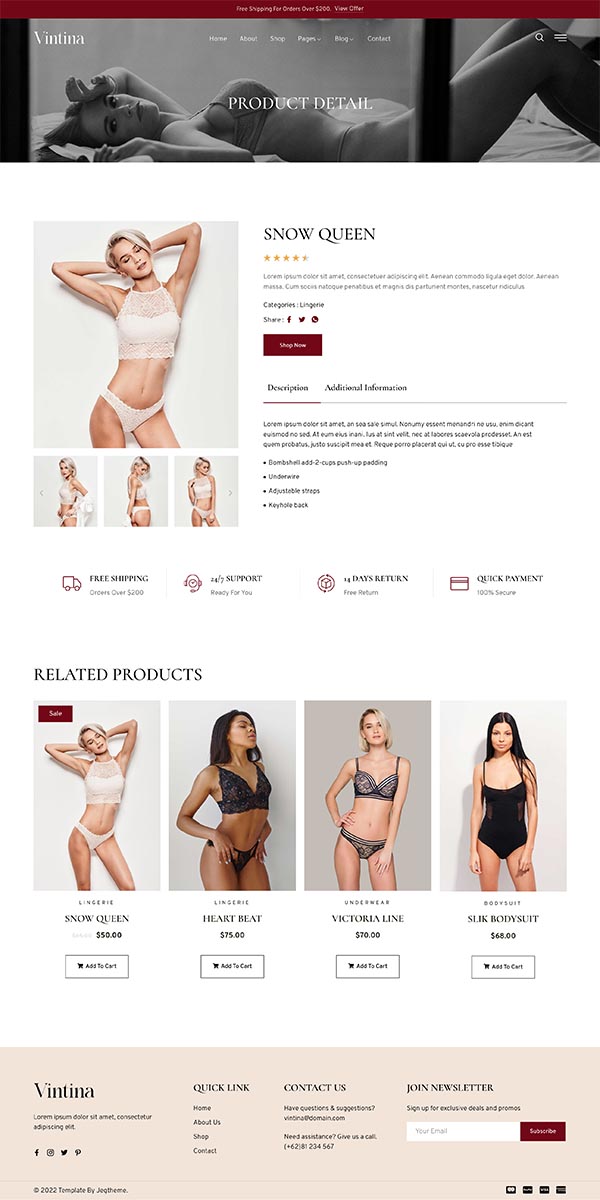 Free Shipping For Orders Over $200. View Offer
Vintina
Home About Shop Pages Blog Contact
PRODUCT DETAIL
SNOW QUEEN
Lorem ipsum dolor sit amet, consectetuer adipiscing elit. Aenean commodo ligula eget dolor. Aenean
massa. Cum sociis natoque penatibus et magnis dis parturient montes, nascetur ridiculus
Categories : Lingerie
Share :
Shop Now
Description Additional Information
Lorem ipsum dolor sit amet, an sea sale simul. Nonumy essent menandri ne usu, enim dicant
euismod no sed. At eum eius inani. Ius at sint velit, nec at labores scaevola prodesset. An est
quem probatus, justo suscipit mea et. Reque porro placerat qui ut, cu pro esse tibique
• Bombshell add-2-cups push-up padding
• Underwire
• Adjustable straps
• Keyhole back
FREE SHIPPING 24/7 SUPPORT 14 DAYS RETURN QUICK PAYMENT
Orders Over $200 Ready For You Free Return 100% Secure
RELATED PRODUCTS
Sale
LINGERIE LINGERIE UNDERWEAR BODYSUIT
SNOW QUEEN HEART BEAT VICTORIA LINE SLIK BODYSUIT
$50.00 $75.00 $70.00 $68.00
Add To Cart Add To Cart Add To Cart Add To Cart
Vintina
Lorem ipsum dolor sit amet, consectetur
adipiscing elit.
QUICK LINK
Home
About Us
Shop
Contact
CONTACT US
Have questions & suggestions?
vintina@domain.com
Need assistance? Give us a call.
(+62)81 234 567
JOIN NEWSLETTER
Sign up for exclusive deals and promos
Your Email Subscribe
© 2022 Template By Jegtheme.